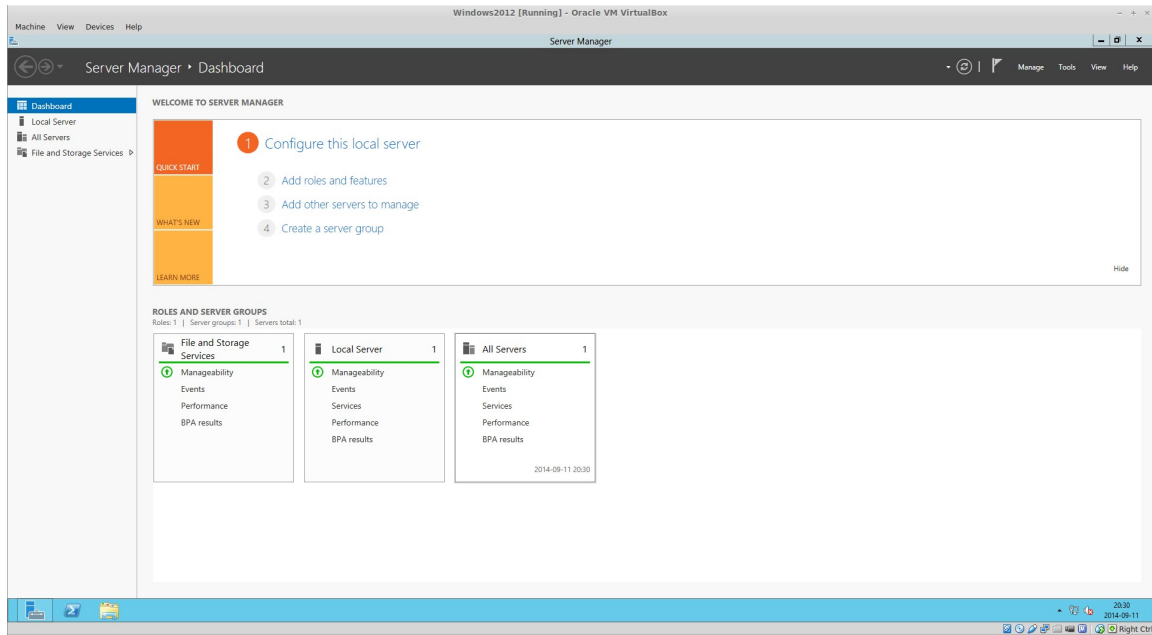 Windows2012 [Running] - Oracle VM VirtualBox
Machine View Devices Help
Server Manager
Server Manager • Dashboard
Manage Tools View Help
Dashboard
Local Server
All Servers
File and Storage Services
WELCOME TO SERVER MANAGER
QUICK START
WHAT'S NEW
LEARN MORE
1 Configure this local server
2 Add roles and features
3 Add other servers to manage
4 Create a server group
Hide
ROLES AND SERVER GROUPS
Roles: 1 | Server groups: 1 | Servers total: 1
File and Storage
Services 1
Manageability
Events
Performance
BPA results
Local Server 1
Manageability
Events
Services
Performance
BPA results
All Servers 1
Manageability
Events
Services
Performance
BPA results
2014-09-11 20:30
20:30
2014-09-11
Right Ctrl